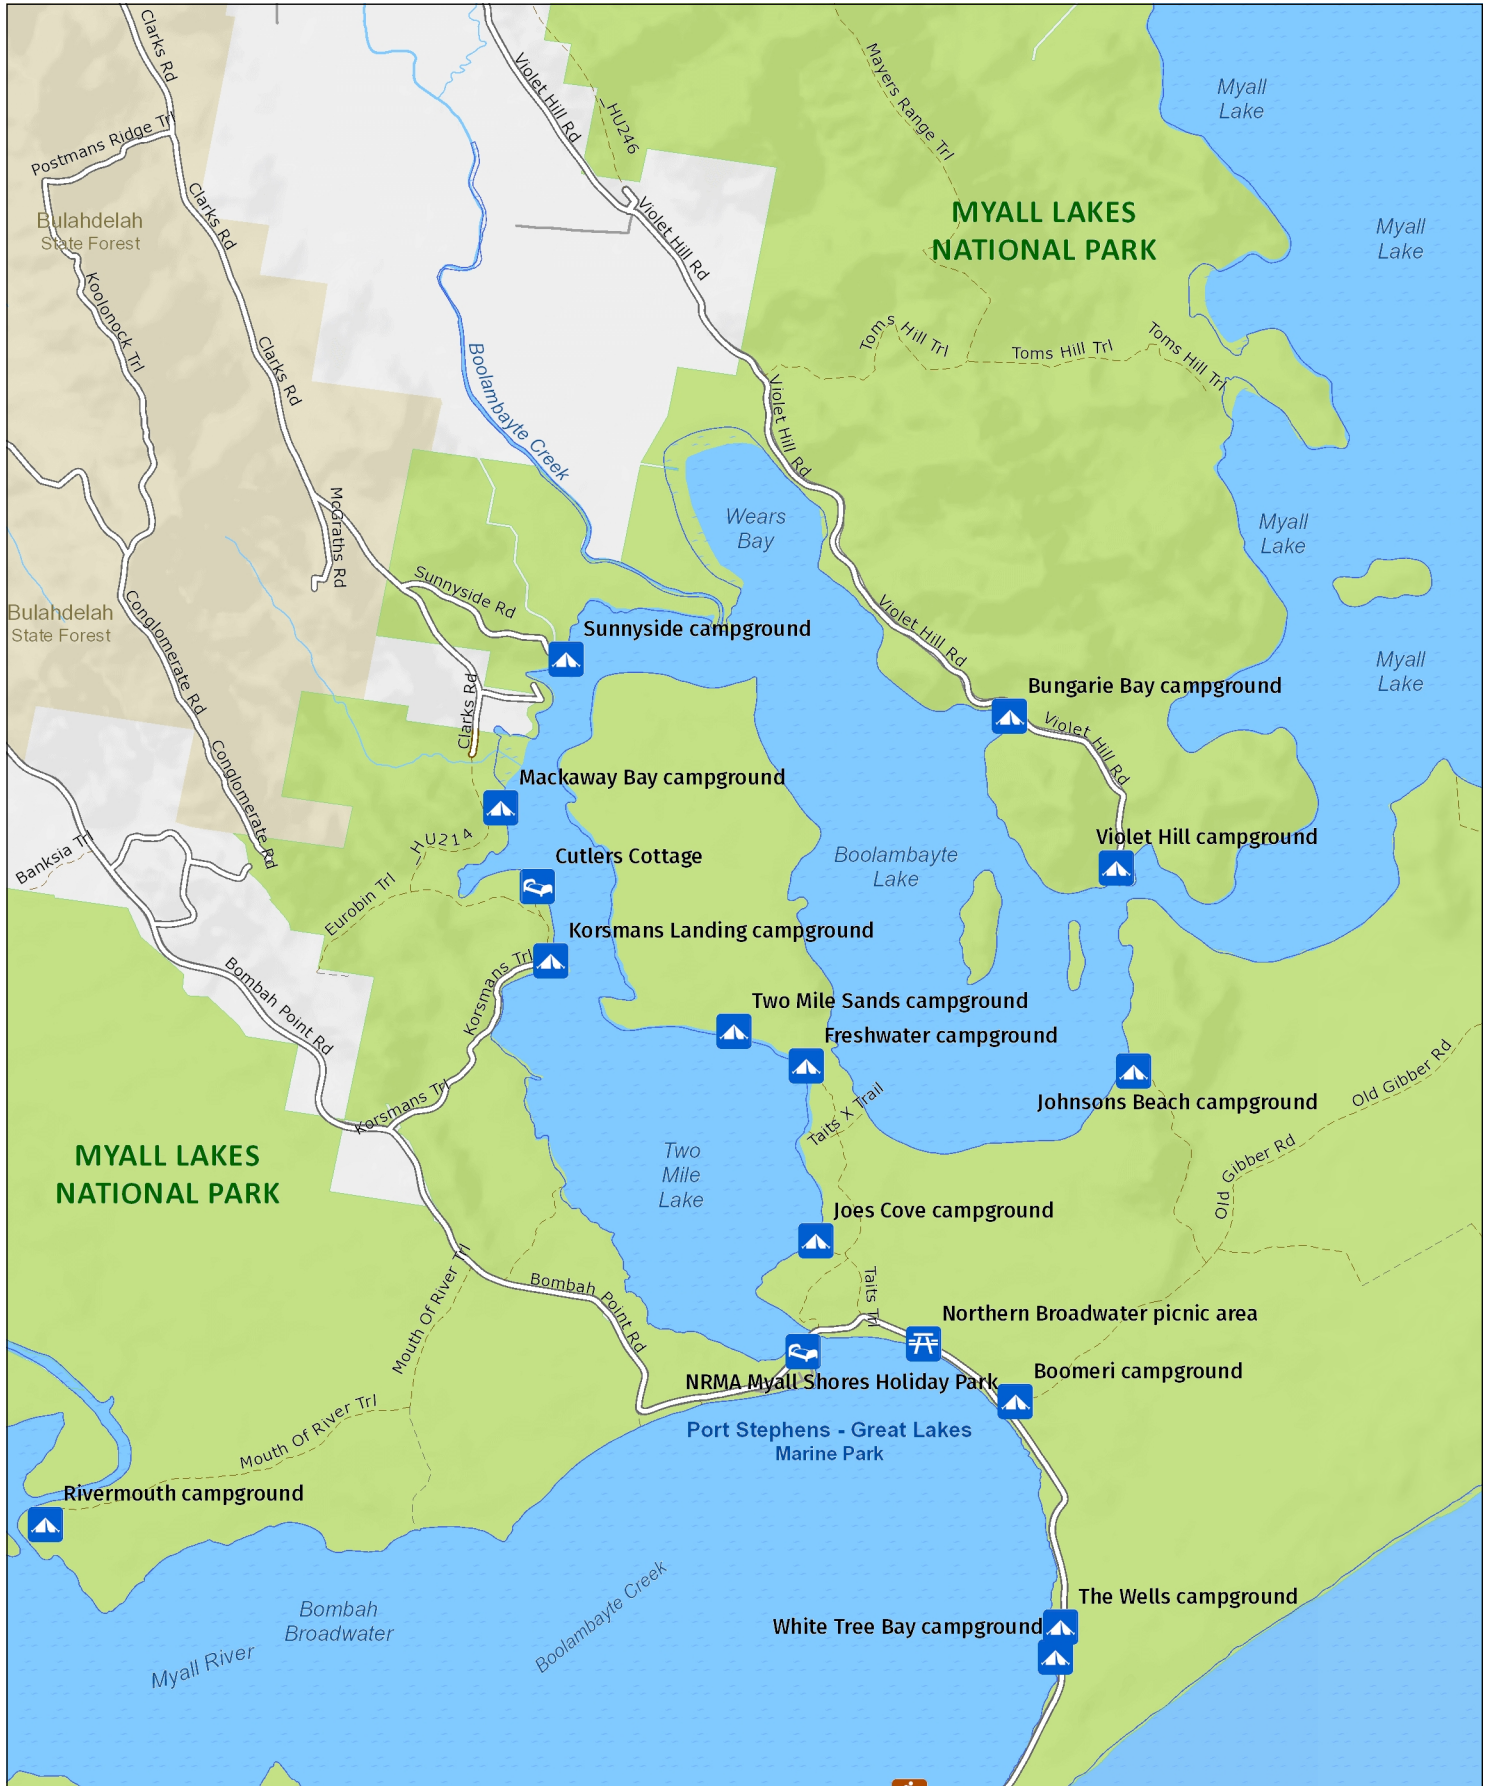 Clarks Rd
Violet Hill Rd
HU246
Mayers Range Trl
Myall
Lake
Postmans Ridge Trl
Clarks Rd
Bulahdelah
State Forest
Violet Hill Rd
MYALL LAKES
NATIONAL PARK
Myall
Lake
Koolonock Trl
Clarks Rd
Boolambayte Creek
Toms Hill Trl
Toms Hill Trl
Toms Hill Trl
Violet Hill Rd
McGraths Rd
Wears
Bay
Myall
Lake
Sunnyside Rd
Bulahdelah
State Forest
Conglomerate Rd
Sunnyside campground
Violet Hill Rd
Myall
Lake
Clarks Rd
Bungarie Bay campground
Violet Hill Rd
Conglomerate Rd
Mackaway Bay campground
Banksia Trl
HU214
Cutlers Cottage
Boolambayte
Lake
Violet Hill campground
Eurobin Trl
Korsmans Landing campground
Bombah Point Rd
Korsmans Trl
Two Mile Sands campground
Freshwater campground
Korsmans Trl
Taits X Trail
Johnsons Beach campground
Old Gibber Rd
MYALL LAKES
NATIONAL PARK
Two
Mile
Lake
Old Gibber Rd
Joes Cove campground
Mouth Of River Trl
Bombah Point Rd
Taits Trl
Northern Broadwater picnic area
NRMA Myall Shores Holiday Park
Boomeri campground
Mouth Of River Trl
Port Stephens - Great Lakes
Marine Park
Rivermouth campground
Bombah
Broadwater
Myall River
Boolambayte Creek
The Wells campground
White Tree Bay campground